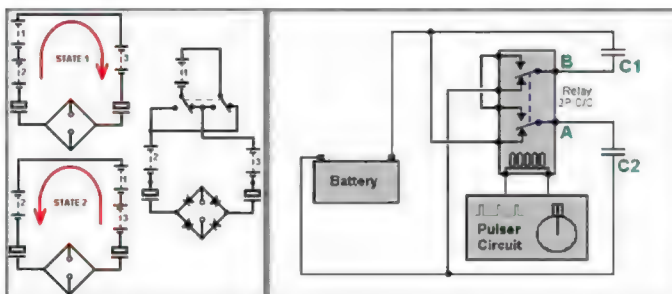 STATE 1
STATE 2
B
C1
Relay
2P C/O
A
C2
Battery
Pulser
Circuit